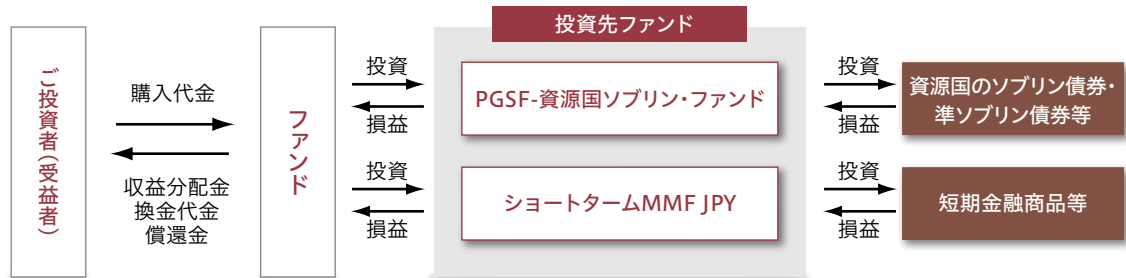 投資先ファンド
ご投資者(受益者)
購入代金
収益分配金
換金代金
償還金
ファンド
投資
損益
PGSF-資源国ソブリン・ファンド
投資
損益
資源国のソブリン債券・
準ソブリン債券等
投資
損益
ショートタームMMF JPY
投資
損益
短期金融商品等